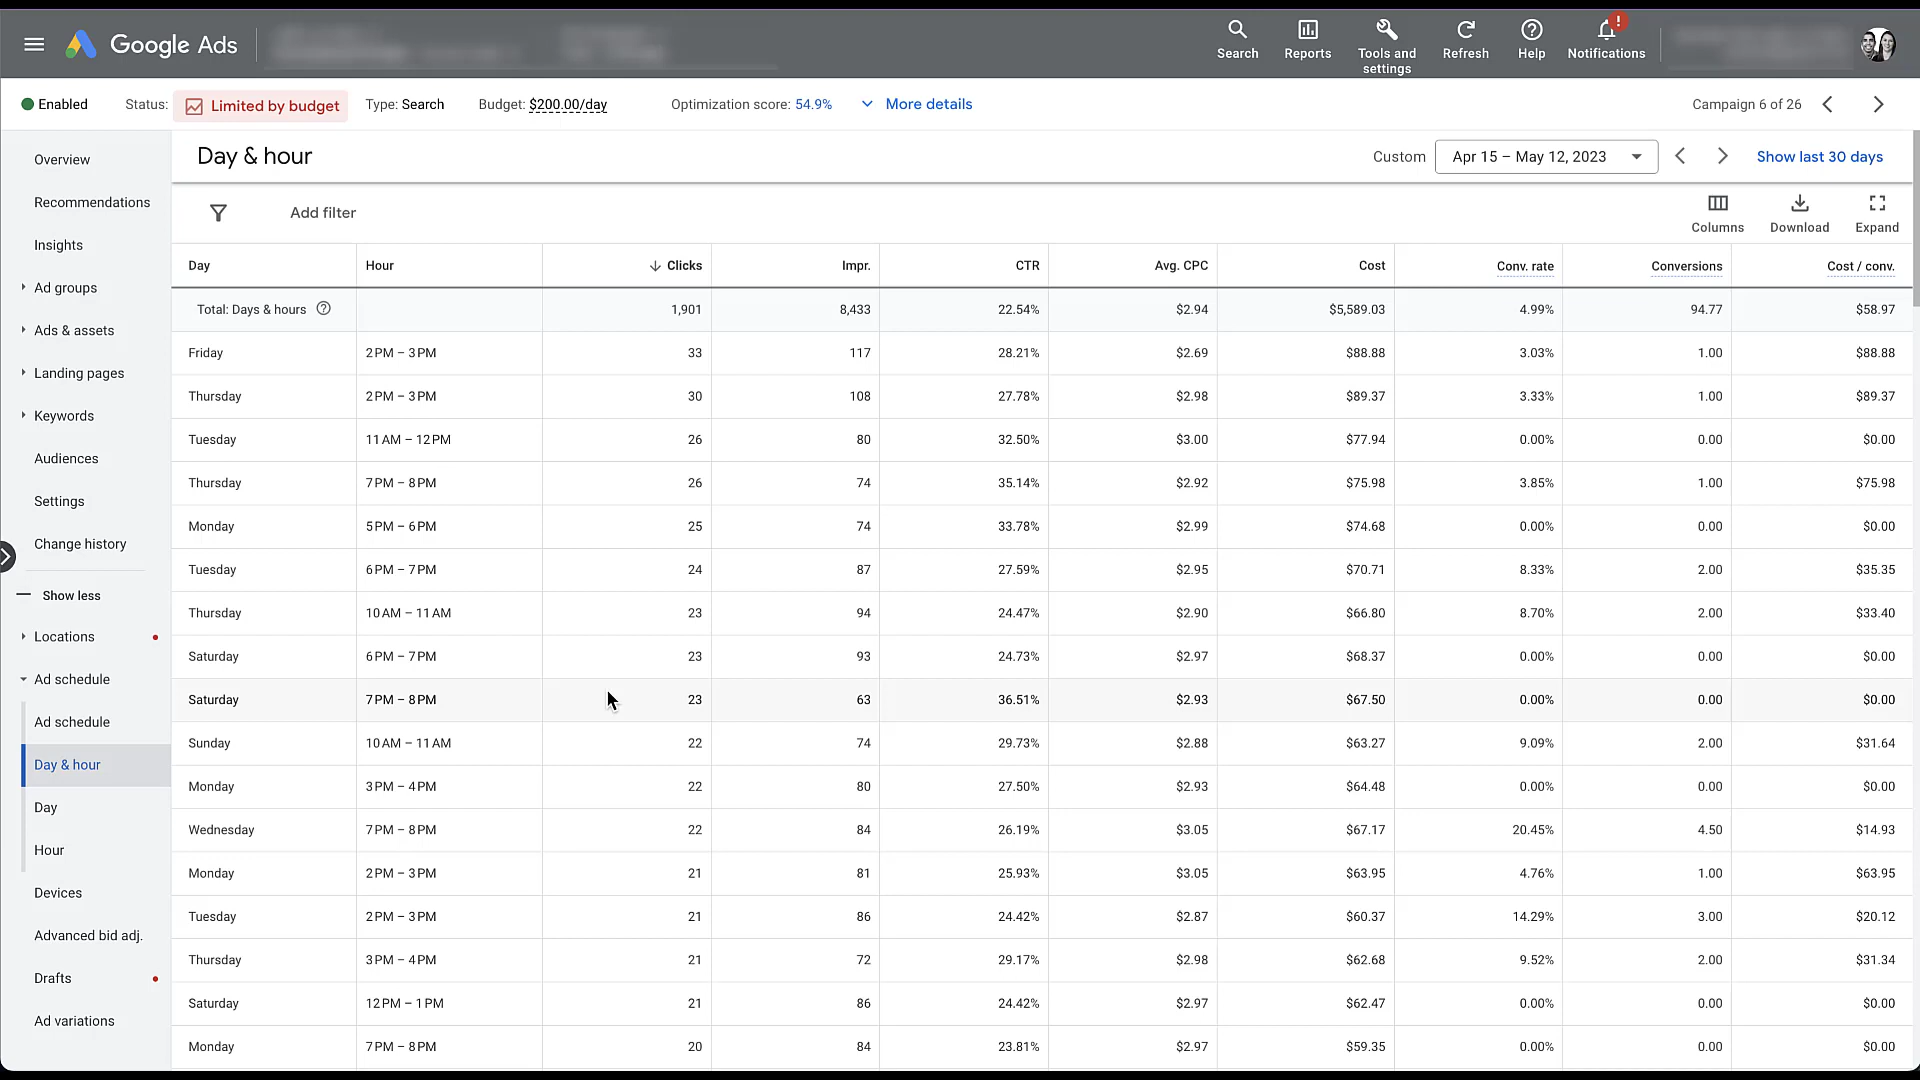 Google Ads
Search
Reports
Tools and
settings
Refresh
Help
!
Notifications
Enabled
Status: Limited by budget
Type: Search
Budget: $200.00/day
Optimization score: 54.9%
More details
Campaign 6 of 26
Overview
Recommendations
Insights
Ad groups
Ads & assets
Landing pages
Keywords
Audiences
Settings
Change history
Show less
Locations
Ad schedule
Ad schedule
Day & hour
Day
Hour
Devices
Advanced bid adj.
Drafts
Ad variations
Day & hour
Custom
Apr 15 – May 12, 2023
Show last 30 days
Add filter
Columns
Download
Expand
Day Hour Clicks Impr. CTR Avg. CPC Cost Conv. rate Conversions Cost / conv.
Total: Days & hours 1,901 8,433 22.54% $2.94 $5,589.03 4.99% 94.77 $58.97
Friday 2 PM – 3 PM 33 117 28.21% $2.69 $88.88 3.03% 1.00 $88.88
Thursday 2 PM – 3 PM 30 108 27.78% $2.98 $89.37 3.33% 1.00 $89.37
Tuesday 11 AM – 12 PM 26 80 32.50% $3.00 $77.94 0.00% 0.00 $0.00
Thursday 7 PM – 8 PM 26 74 35.14% $2.92 $75.98 3.85% 1.00 $75.98
Monday 5 PM – 6 PM 25 74 33.78% $2.99 $74.68 0.00% 0.00 $0.00
Tuesday 6 PM – 7 PM 24 87 27.59% $2.95 $70.71 8.33% 2.00 $35.35
Thursday 10 AM – 11 AM 23 94 24.47% $2.90 $66.80 8.70% 2.00 $33.40
Saturday 6 PM – 7 PM 23 93 24.73% $2.97 $68.37 0.00% 0.00 $0.00
Saturday 7 PM – 8 PM 23 63 36.51% $2.93 $67.50 0.00% 0.00 $0.00
Sunday 10 AM – 11 AM 22 74 29.73% $2.88 $63.27 9.09% 2.00 $31.64
Monday 3 PM – 4 PM 22 80 27.50% $2.93 $64.48 0.00% 0.00 $0.00
Wednesday 7 PM – 8 PM 22 84 26.19% $3.05 $67.17 20.45% 4.50 $14.93
Monday 2 PM – 3 PM 21 81 25.93% $3.05 $63.95 4.76% 1.00 $63.95
Tuesday 2 PM – 3 PM 21 86 24.42% $2.87 $60.37 14.29% 3.00 $20.12
Thursday 3 PM – 4 PM 21 72 29.17% $2.98 $62.68 9.52% 2.00 $31.34
Saturday 12 PM – 1 PM 21 86 24.42% $2.97 $62.47 0.00% 0.00 $0.00
Monday 7 PM – 8 PM 20 84 23.81% $2.97 $59.35 0.00% 0.00 $0.00